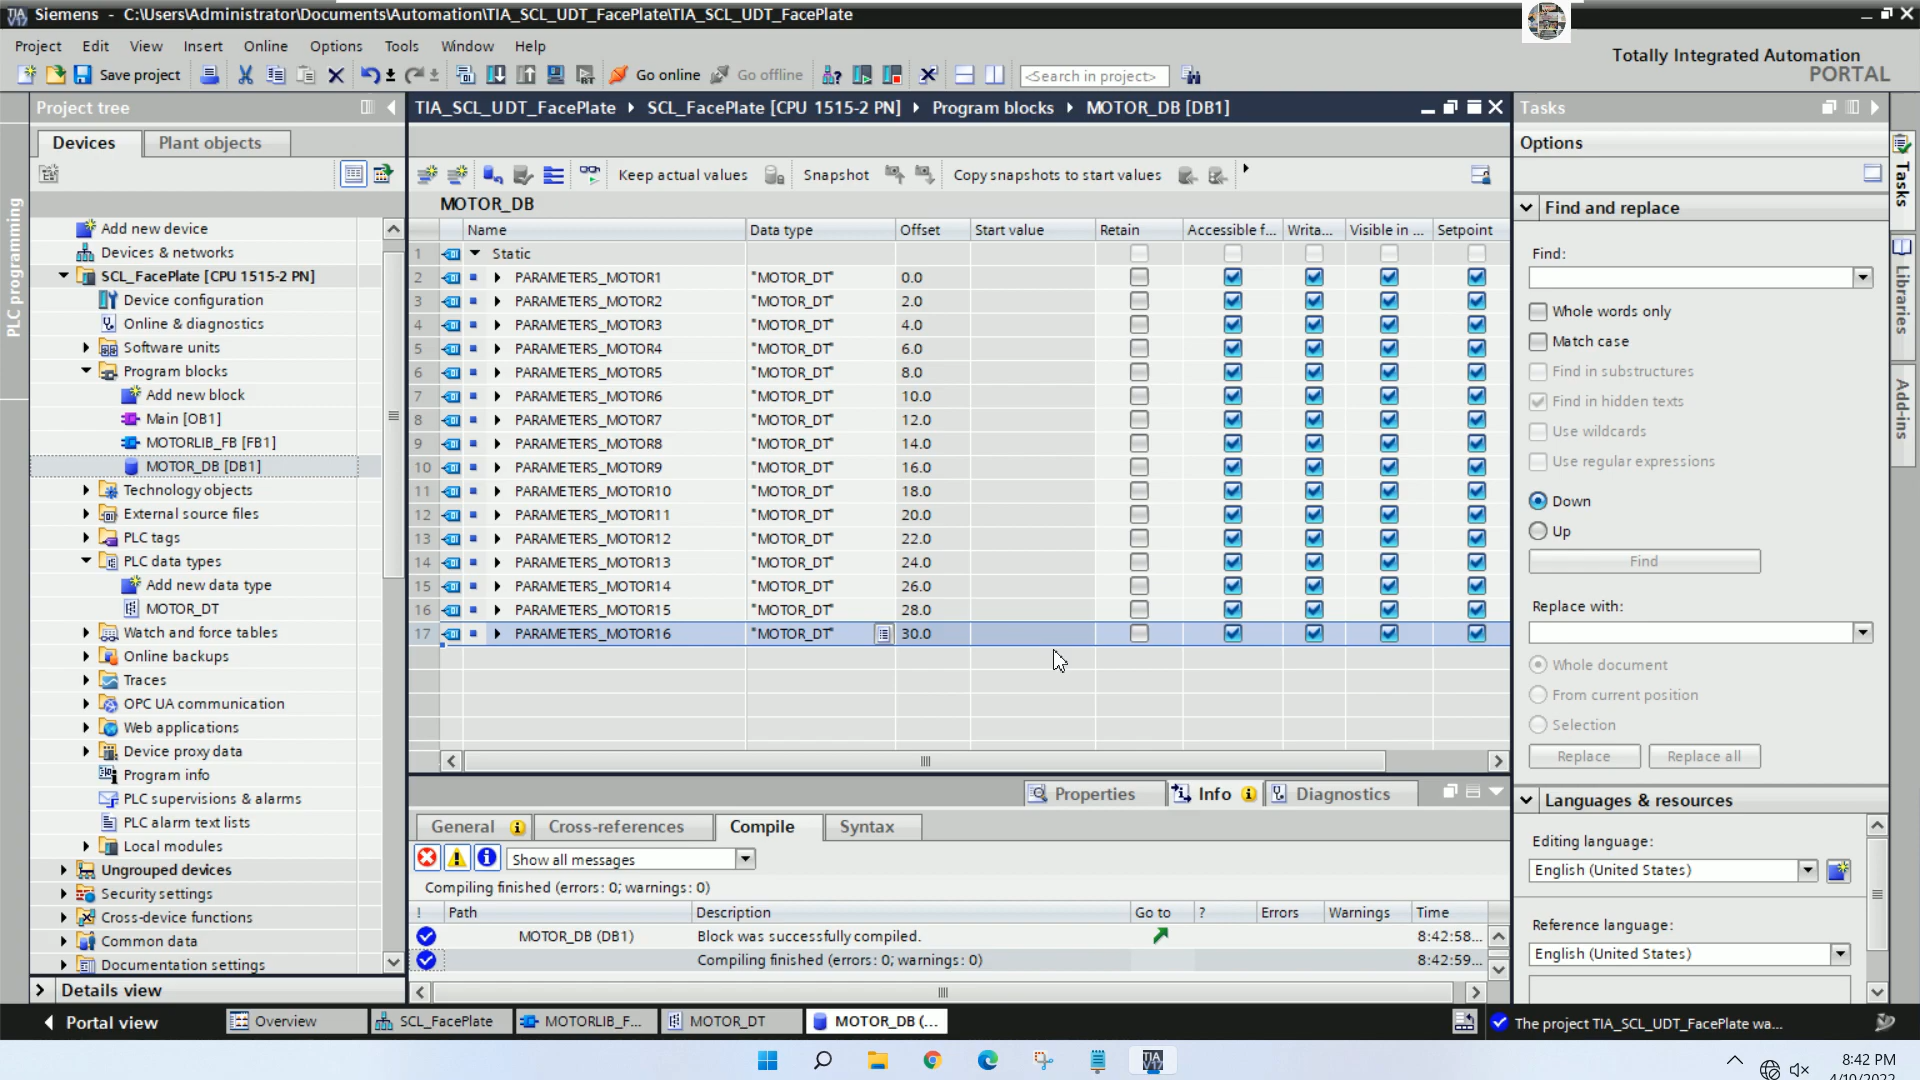 Siemens - C:\Users\Administrator\Documents\Automation\TIA_SCL_UDT_FacePlate\TIA_SCL_UDT_FacePlate
Project Edit View Insert Online Options Tools Window Help
Totally Integrated Automation
PORTAL
Save project Go online Go offline <Search in project>
Project tree
TIA_SCL_UDT_FacePlate SCL_FacePlate [CPU 1515-2 PN] Program blocks MOTOR_DB [DB1]
Tasks
Devices Plant objects
Options
Keep actual values Snapshot Copy snapshots to start values
PLC programming
Tasks
Libraries
Add-ins
Add new device
Devices & networks
SCL_FacePlate [CPU 1515-2 PN]
Device configuration
Online & diagnostics
Software units
Program blocks
Add new block
Main [OB1]
MOTORLIB_FB [FB1]
MOTOR_DB [DB1]
Technology objects
External source files
PLC tags
PLC data types
Add new data type
MOTOR_DT
Watch and force tables
Online backups
Traces
OPC UA communication
Web applications
Device proxy data
Program info
PLC supervisions & alarms
PLC alarm text lists
Local modules
Ungrouped devices
Security settings
Cross-device functions
Common data
Documentation settings
Details view
MOTOR_DB
Name Data type Offset Start value Retain Accessible f... Writa... Visible in ... Setpoint
1 Static
2 PARAMETERS_MOTOR1 "MOTOR_DT" 0.0
3 PARAMETERS_MOTOR2 "MOTOR_DT" 2.0
4 PARAMETERS_MOTOR3 "MOTOR_DT" 4.0
5 PARAMETERS_MOTOR4 "MOTOR_DT" 6.0
6 PARAMETERS_MOTOR5 "MOTOR_DT" 8.0
7 PARAMETERS_MOTOR6 "MOTOR_DT" 10.0
8 PARAMETERS_MOTOR7 "MOTOR_DT" 12.0
9 PARAMETERS_MOTOR8 "MOTOR_DT" 14.0
10 PARAMETERS_MOTOR9 "MOTOR_DT" 16.0
11 PARAMETERS_MOTOR10 "MOTOR_DT" 18.0
12 PARAMETERS_MOTOR11 "MOTOR_DT" 20.0
13 PARAMETERS_MOTOR12 "MOTOR_DT" 22.0
14 PARAMETERS_MOTOR13 "MOTOR_DT" 24.0
15 PARAMETERS_MOTOR14 "MOTOR_DT" 26.0
16 PARAMETERS_MOTOR15 "MOTOR_DT" 28.0
17 PARAMETERS_MOTOR16 "MOTOR_DT" 30.0
Properties Info Diagnostics
General Cross-references Compile Syntax
Show all messages
Compiling finished (errors: 0; warnings: 0)
! Path Description Go to ? Errors Warnings Time
MOTOR_DB (DB1) Block was successfully compiled. 8:42:58...
Compiling finished (errors: 0; warnings: 0) 8:42:59...
Find and replace
Find:
Whole words only
Match case
Find in substructures
Find in hidden texts
Use wildcards
Use regular expressions
Down
Up
Find
Replace with:
Whole document
From current position
Selection
Replace Replace all
Languages & resources
Editing language:
English (United States)
Reference language:
English (United States)
Portal view Overview SCL_FacePlate MOTORLIB_F... MOTOR_DT MOTOR_DB (... The project TIA_SCL_UDT_FacePlate wa...
8:42 PM
4/10/2022